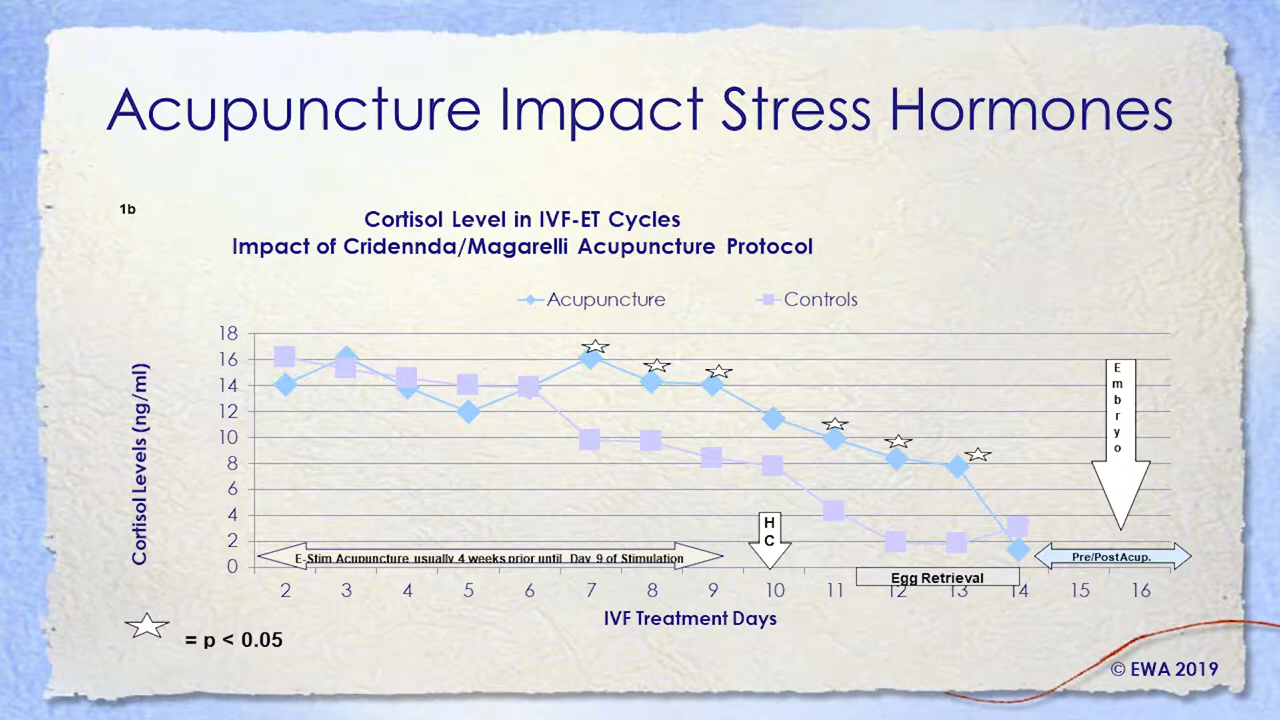 Acupuncture Impact Stress Hormones
1b
Cortisol Level in IVF-ET Cycles
Impact of Cridennda/Magarelli Acupuncture Protocol
Acupuncture Controls
Cortisol Levels (ng/ml)
18
16
14
12
10
8
6
4
2
0
E
m
b
r
y
o
H
C
E-Stim Acupuncture usually 4 weeks prior until Day 9 of Stimulation
Pre/PostAcup.
Egg Retrieval
2 3 4 5 6 7 8 9 10 11 12 13 14 15 16
IVF Treatment Days
= p < 0.05
© EWA 2019